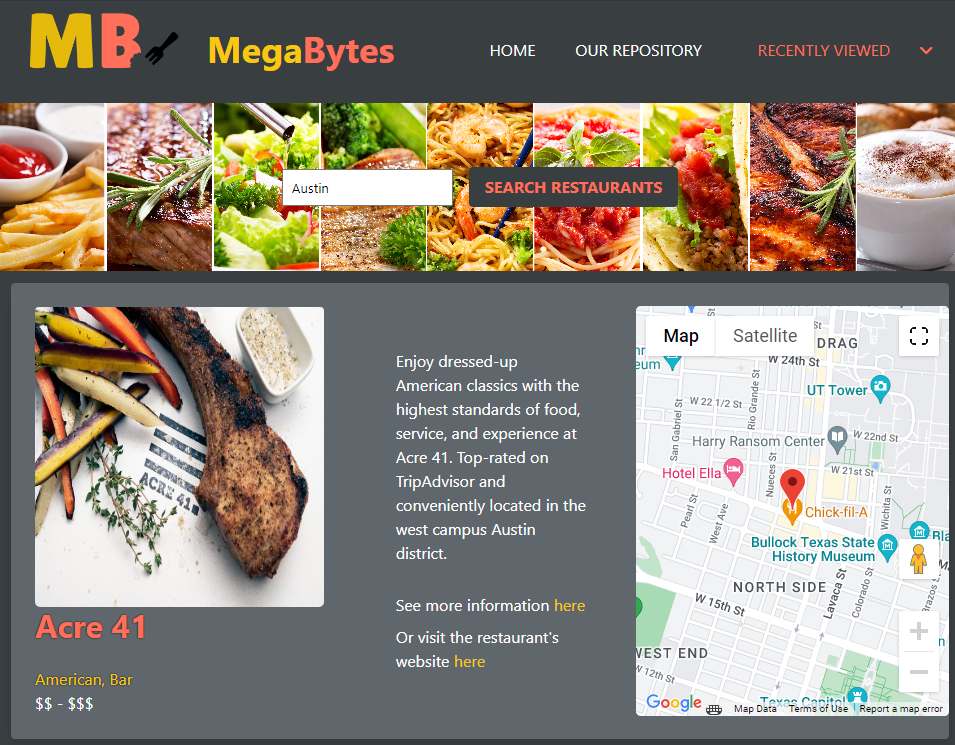 MB
MegaBytes
HOME
OUR REPOSITORY
RECENTLY VIEWED
Austin
SEARCH RESTAURANTS
ACRE 41
Acre 41
American, Bar
$$ - $$$
Enjoy dressed-up
American classics with the
highest standards of food,
service, and experience at
Acre 41. Top-rated on
TripAdvisor and
conveniently located in the
west campus Austin
district.
See more information here
Or visit the restaurant's
website here
Map
Satellite
DRAG
W 24th St
UT Tower
W 22 1/2 St
Rio Grande St
San Gabriel St
Harry Ransom Center
W 22nd St
W 21st St
Hotel Ella
Nueces St
Pearl St
West Ave
Chick-fil-A
Wichita St
Bullock Texas State
History Museum
NORTH SIDE
Lavaca St
Colorado St
W 15th St
WEST END
W 12th St
Texas Capitol
Google
Map Data
Terms of Use
Report a map error